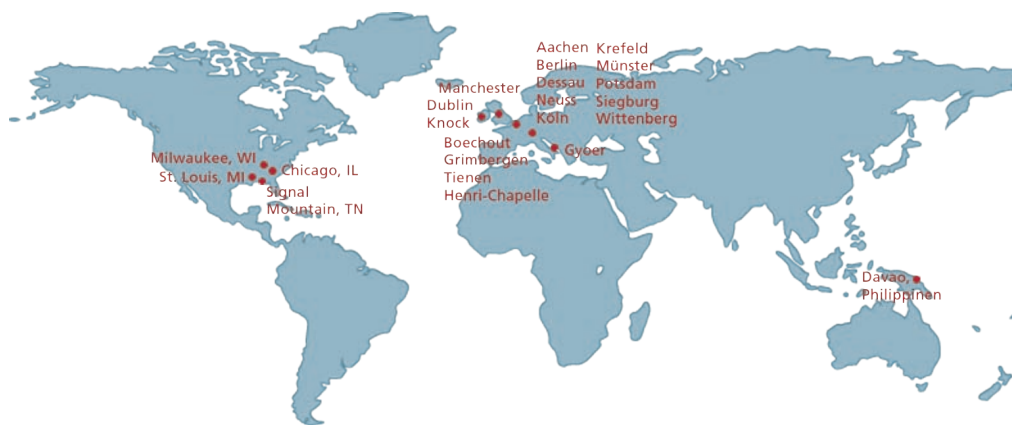 Aachen
Berlin
Dessau
Neuss
Köln
Krefeld
Münster
Potsdam
Siegburg
Wittenberg
Manchester
Dublin
Knock
Boechout
Grimbergen
Tienen
Henri-Chapelle
Gyoer
Milwaukee, WI
Chicago, IL
St. Louis, MI
Signal
Mountain, TN
Davao,
Philippinen